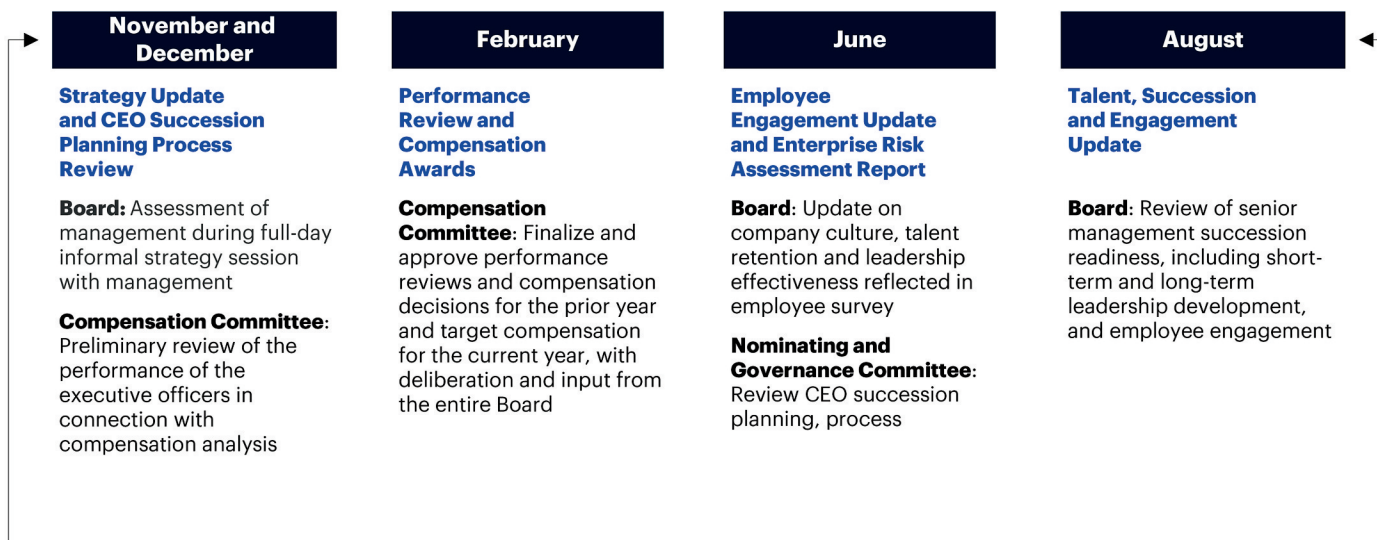 November and
December
Strategy Update
and CEO Succession
Planning Process
Review
Board: Assessment of
management during full-day
informal strategy session
with management
Compensation Committee:
Preliminary review of the
performance of the
executive officers in
connection with
compensation analysis
February
Performance
Review and
Compensation
Awards
Compensation
Committee: Finalize and
approve performance
reviews and compensation
decisions for the prior year
and target compensation
for the current year, with
deliberation and input from
the entire Board
June
Employee
Engagement Update
and Enterprise Risk
Assessment Report
Board: Update on
company culture, talent
retention and leadership
effectiveness reflected in
employee survey
Nominating and
Governance Committee:
Review CEO succession
planning, process
August
Talent, Succession
and Engagement
Update
Board: Review of senior
management succession
readiness, including short-
term and long-term
leadership development,
and employee engagement